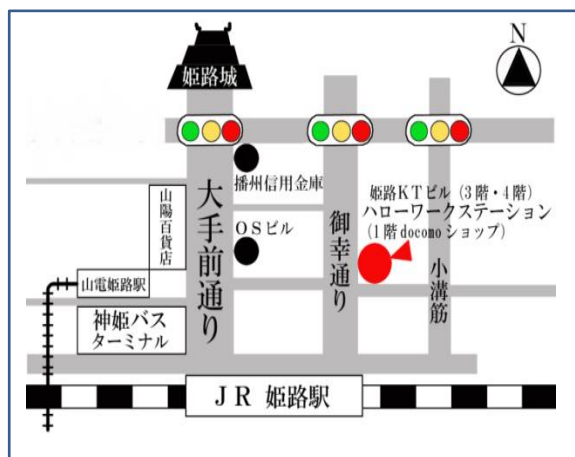 N
姫路城
播州信用金庫
姫路KTビル(3階・4階)
ハローワークステーション
(1階docomoショップ)
大手前通り
山陽百貨店
OSビル
御幸通り
小溝筋
山電姫路駅
神姫バス
ターミナル
JR 姫路駅